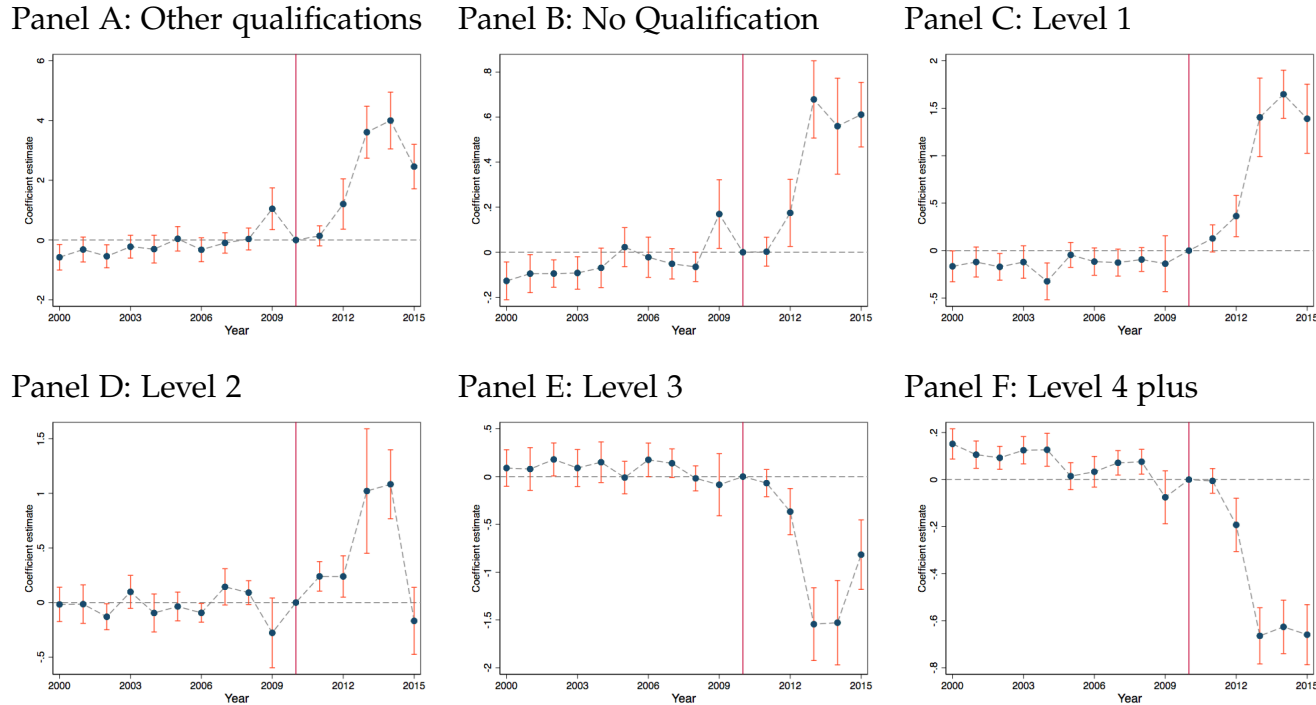 Panel A: Other qualifications
Coefficient estimate
6
4
2
0
-2
2000 2003 2006 2009 2012 2015
Year
Panel B: No Qualification
Coefficient estimate
.8
.6
.4
.2
0
-.2
2000 2003 2006 2009 2012 2015
Year
Panel C: Level 1
Coefficient estimate
2
1.5
1
.5
0
-.5
2000 2003 2006 2009 2012 2015
Year
Panel D: Level 2
Coefficient estimate
1.5
1
.5
0
-.5
2000 2003 2006 2009 2012 2015
Year
Panel E: Level 3
Coefficient estimate
.5
0
-.5
-1
-1.5
-2
2000 2003 2006 2009 2012 2015
Year
Panel F: Level 4 plus
Coefficient estimate
.2
0
-.2
-.4
-.6
-.8
2000 2003 2006 2009 2012 2015
Year